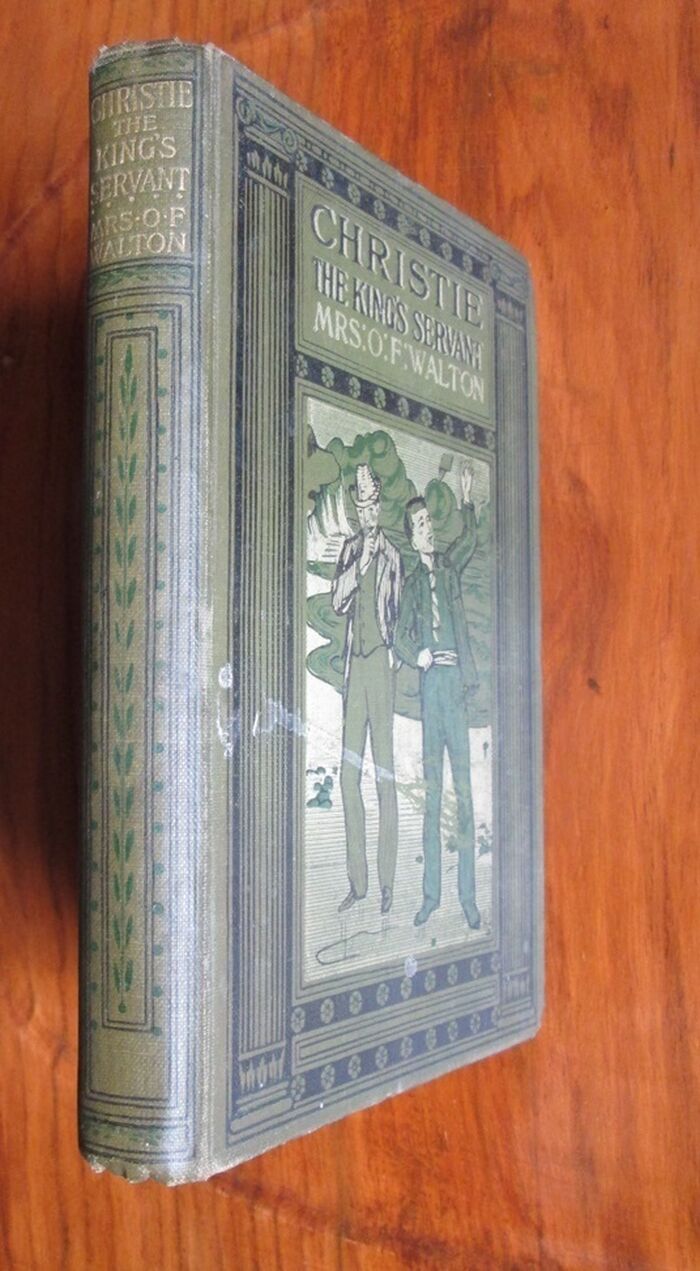 CHRISTIE
THE
KING'S
SERVANT
MRS·O·F
WALTON
CHRISTIE
THE KING'S SERVANT
MRS·O·F·WALTON